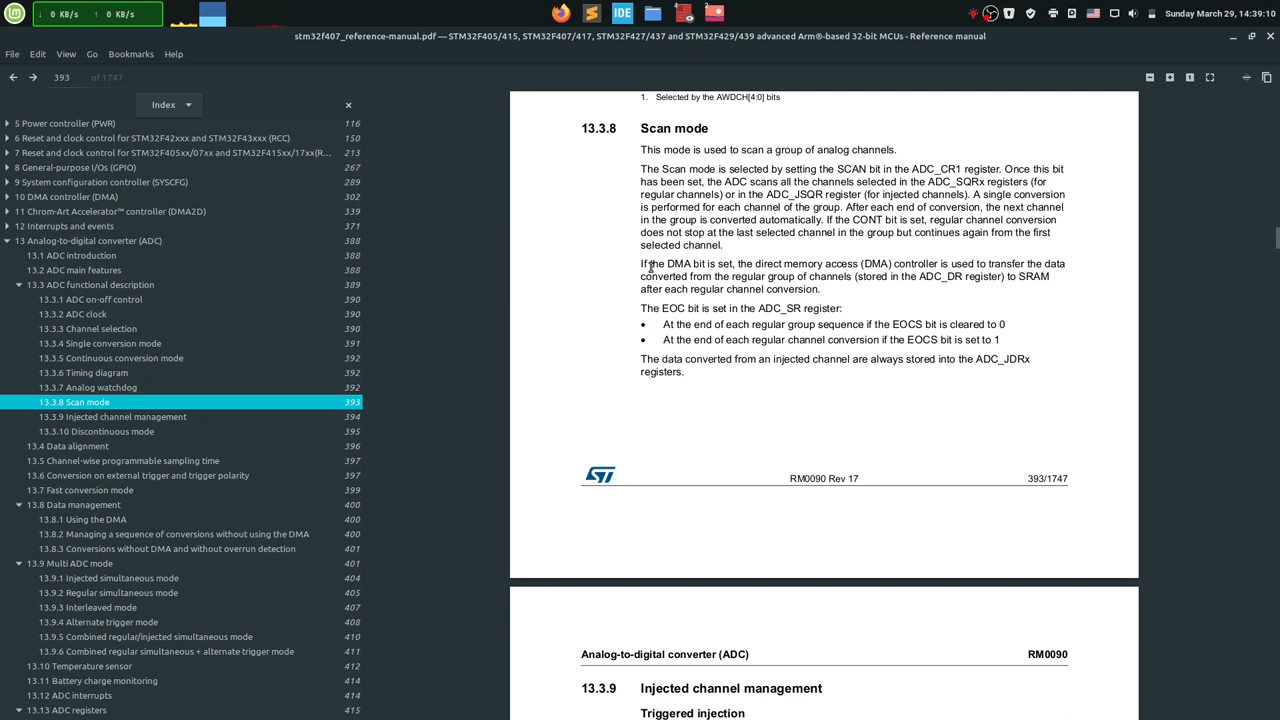 0 KB/s 0 KB/s IDE Sunday March 29, 14:39:10
stm32f407_reference-manual.pdf — STM32F405/415, STM32F407/417, STM32F427/437 and STM32F429/439 advanced Arm®-based 32-bit MCUs - Reference manual
File Edit View Go Bookmarks Help
393 of 1747
Index
5 Power controller (PWR) 116
6 Reset and clock control for STM32F42xxx and STM32F43xxx (RCC) 150
7 Reset and clock control for STM32F405xx/07xx and STM32F415xx/17xx(R... 213
8 General-purpose I/Os (GPIO) 267
9 System configuration controller (SYSCFG) 289
10 DMA controller (DMA) 302
11 Chrom-Art Accelerator™ controller (DMA2D) 339
12 Interrupts and events 371
13 Analog-to-digital converter (ADC) 388
13.1 ADC introduction 388
13.2 ADC main features 388
13.3 ADC functional description 389
13.3.1 ADC on-off control 390
13.3.2 ADC clock 390
13.3.3 Channel selection 390
13.3.4 Single conversion mode 391
13.3.5 Continuous conversion mode 392
13.3.6 Timing diagram 392
13.3.7 Analog watchdog 392
13.3.8 Scan mode 393
13.3.9 Injected channel management 394
13.3.10 Discontinuous mode 395
13.4 Data alignment 396
13.5 Channel-wise programmable sampling time 397
13.6 Conversion on external trigger and trigger polarity 397
13.7 Fast conversion mode 399
13.8 Data management 400
13.8.1 Using the DMA 400
13.8.2 Managing a sequence of conversions without using the DMA 400
13.8.3 Conversions without DMA and without overrun detection 401
13.9 Multi ADC mode 401
13.9.1 Injected simultaneous mode 404
13.9.2 Regular simultaneous mode 405
13.9.3 Interleaved mode 407
13.9.4 Alternate trigger mode 408
13.9.5 Combined regular/injected simultaneous mode 410
13.9.6 Combined regular simultaneous + alternate trigger mode 411
13.10 Temperature sensor 412
13.11 Battery charge monitoring 414
13.12 ADC interrupts 414
13.13 ADC registers 415
1. Selected by the AWDCH[4:0] bits
13.3.8 Scan mode
This mode is used to scan a group of analog channels.
The Scan mode is selected by setting the SCAN bit in the ADC_CR1 register. Once this bit
has been set, the ADC scans all the channels selected in the ADC_SQRx registers (for
regular channels) or in the ADC_JSQR register (for injected channels). A single conversion
is performed for each channel of the group. After each end of conversion, the next channel
in the group is converted automatically. If the CONT bit is set, regular channel conversion
does not stop at the last selected channel in the group but continues again from the first
selected channel.
If the DMA bit is set, the direct memory access (DMA) controller is used to transfer the data
converted from the regular group of channels (stored in the ADC_DR register) to SRAM
after each regular channel conversion.
The EOC bit is set in the ADC_SR register:
• At the end of each regular group sequence if the EOCS bit is cleared to 0
• At the end of each regular channel conversion if the EOCS bit is set to 1
The data converted from an injected channel are always stored into the ADC_JDRx
registers.
ST RM0090 Rev 17 393/1747
Analog-to-digital converter (ADC) RM0090
13.3.9 Injected channel management
Triggered injection